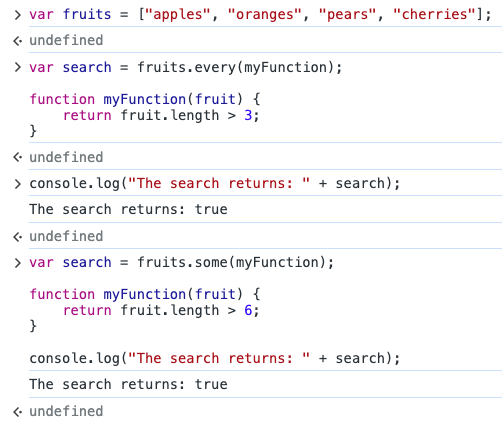 > var fruits = ["apples", "oranges", "pears", "cherries"];
<· undefined
> var search = fruits.every(myFunction);
function myFunction(fruit) {
    return fruit.length > 3;
}
<· undefined
> console.log("The search returns: " + search);
The search returns: true
<· undefined
> var search = fruits.some(myFunction);
function myFunction(fruit) {
    return fruit.length > 6;
}
console.log("The search returns: " + search);
The search returns: true
<· undefined